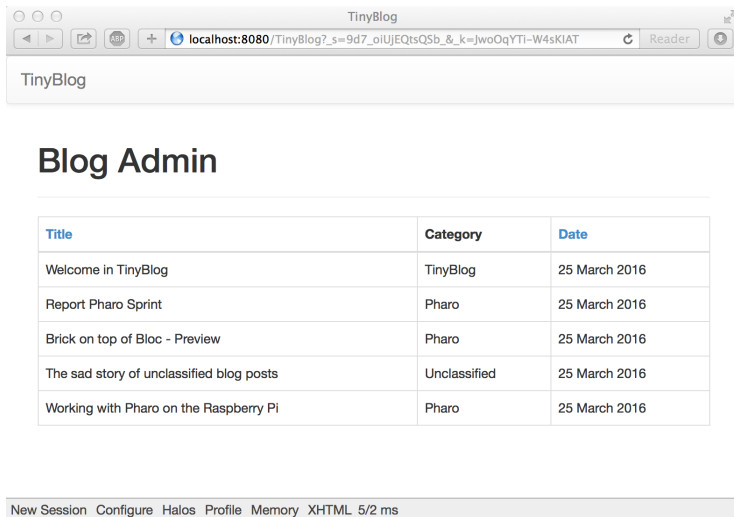 TinyBlog
ABP
localhost:8080/TinyBlog?_s=9d7_oiUjEQtsQSb_&_k=JwoOqYTi-W4sKIAT
Reader
TinyBlog
Blog Admin
Title Category Date
Welcome in TinyBlog TinyBlog 25 March 2016
Report Pharo Sprint Pharo 25 March 2016
Brick on top of Bloc - Preview Pharo 25 March 2016
The sad story of unclassified blog posts Unclassified 25 March 2016
Working with Pharo on the Raspberry Pi Pharo 25 March 2016
New Session Configure Halos Profile Memory XHTML 5/2 ms